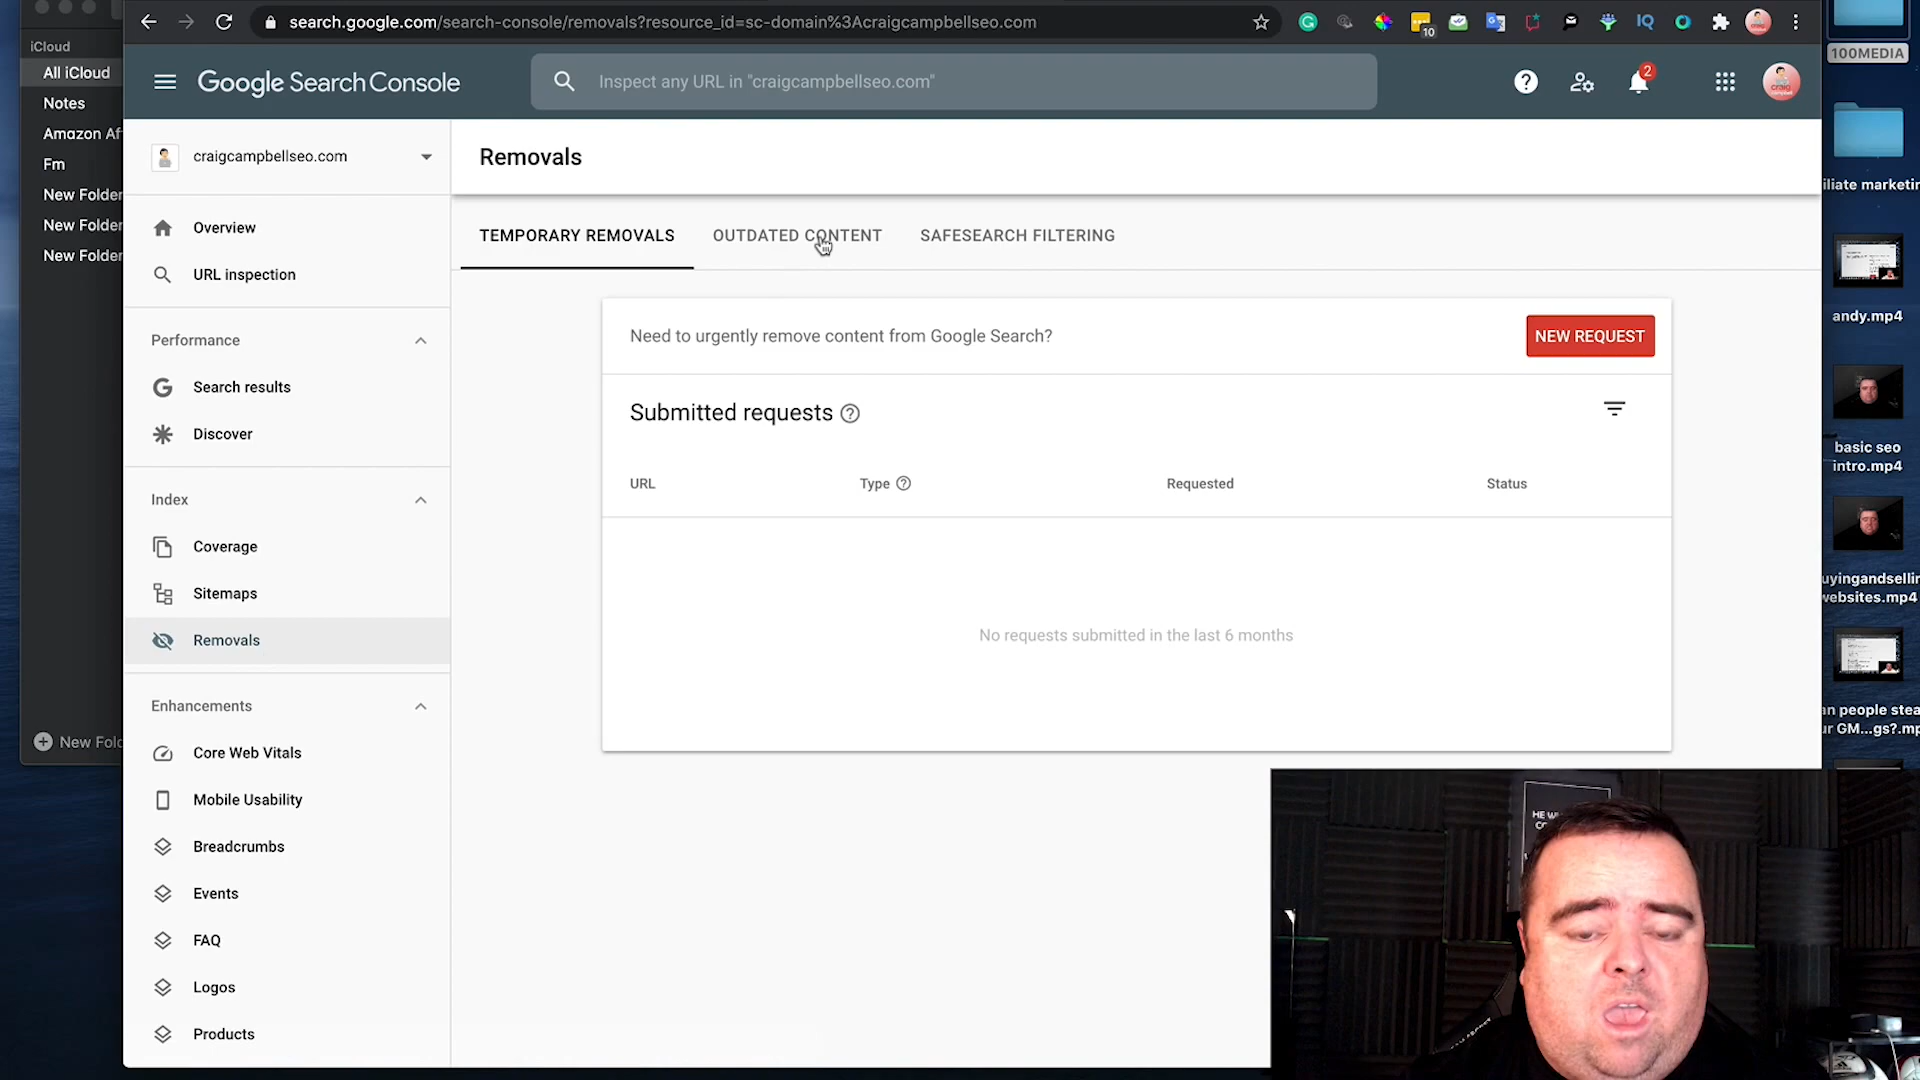 search.google.com/search-console/removals?resource_id=sc-domain%3Acraigcampbellseo.com
10
IQ
iCloud
All iCloud
Notes
Amazon Af
Fm
New Folder
New Folder
New Folder
New Fold
Google Search Console
Inspect any URL in "craigcampbellseo.com"
2
craigcampbellseo.com
Overview
URL inspection
Performance
Search results
Discover
Index
Coverage
Sitemaps
Removals
Enhancements
Core Web Vitals
Mobile Usability
Breadcrumbs
Events
FAQ
Logos
Products
Removals
TEMPORARY REMOVALS
OUTDATED CONTENT
SAFESEARCH FILTERING
Need to urgently remove content from Google Search?
NEW REQUEST
Submitted requests
URL
Type
Requested
Status
No requests submitted in the last 6 months
100MEDIA
iliate marketin
andy.mp4
basic seo
intro.mp4
uyingandsellin
websites.mp4
an people stea
ur GM...gs?.mp